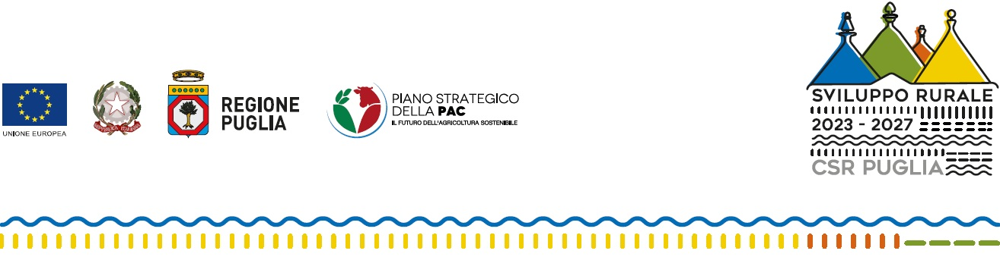 UNIONE EUROPEA
REGIONE
PUGLIA
PIANO STRATEGICO
DELLA PAC
IL FUTURO DELL'AGRICOLTURA SOSTENIBILE
SVILUPPO RURALE
2023 - 2027
CSR PUGLIA